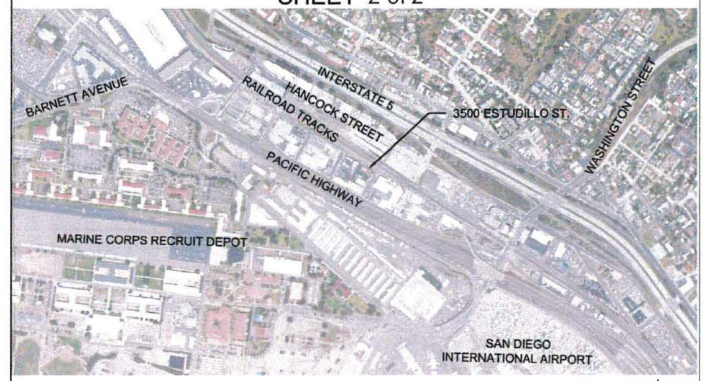 SHEET 2 of 2
INTERSTATE 5
HANCOCK STREET
RAILROAD TRACKS
3500 ESTUDILLO ST.
BARNETT AVENUE
WASHINGTON STREET
PACIFIC HIGHWAY
MARINE CORPS RECRUIT DEPOT
SAN DIEGO
INTERNATIONAL AIRPORT